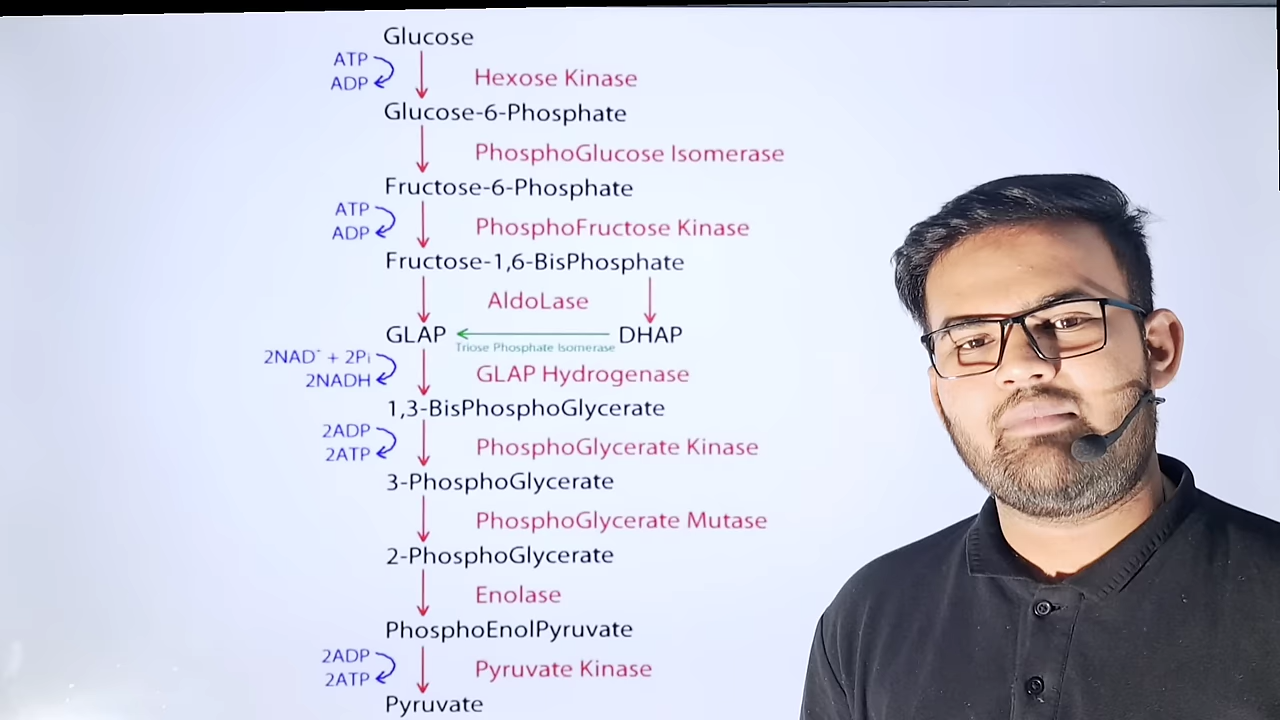 Glucose
ATP
ADP
Hexose Kinase
Glucose-6-Phosphate
PhosphoGlucose Isomerase
Fructose-6-Phosphate
ATP
ADP
PhosphoFructose Kinase
Fructose-1,6-BisPhosphate
AldoLase
GLAP
DHAP
Triose Phosphate Isomerase
2NAD⁺ + 2Pi
2NADH
GLAP Hydrogenase
1,3-BisPhosphoGlycerate
2ADP
2ATP
PhosphoGlycerate Kinase
3-PhosphoGlycerate
PhosphoGlycerate Mutase
2-PhosphoGlycerate
Enolase
PhosphoEnolPyruvate
2ADP
2ATP
Pyruvate Kinase
Pyruvate